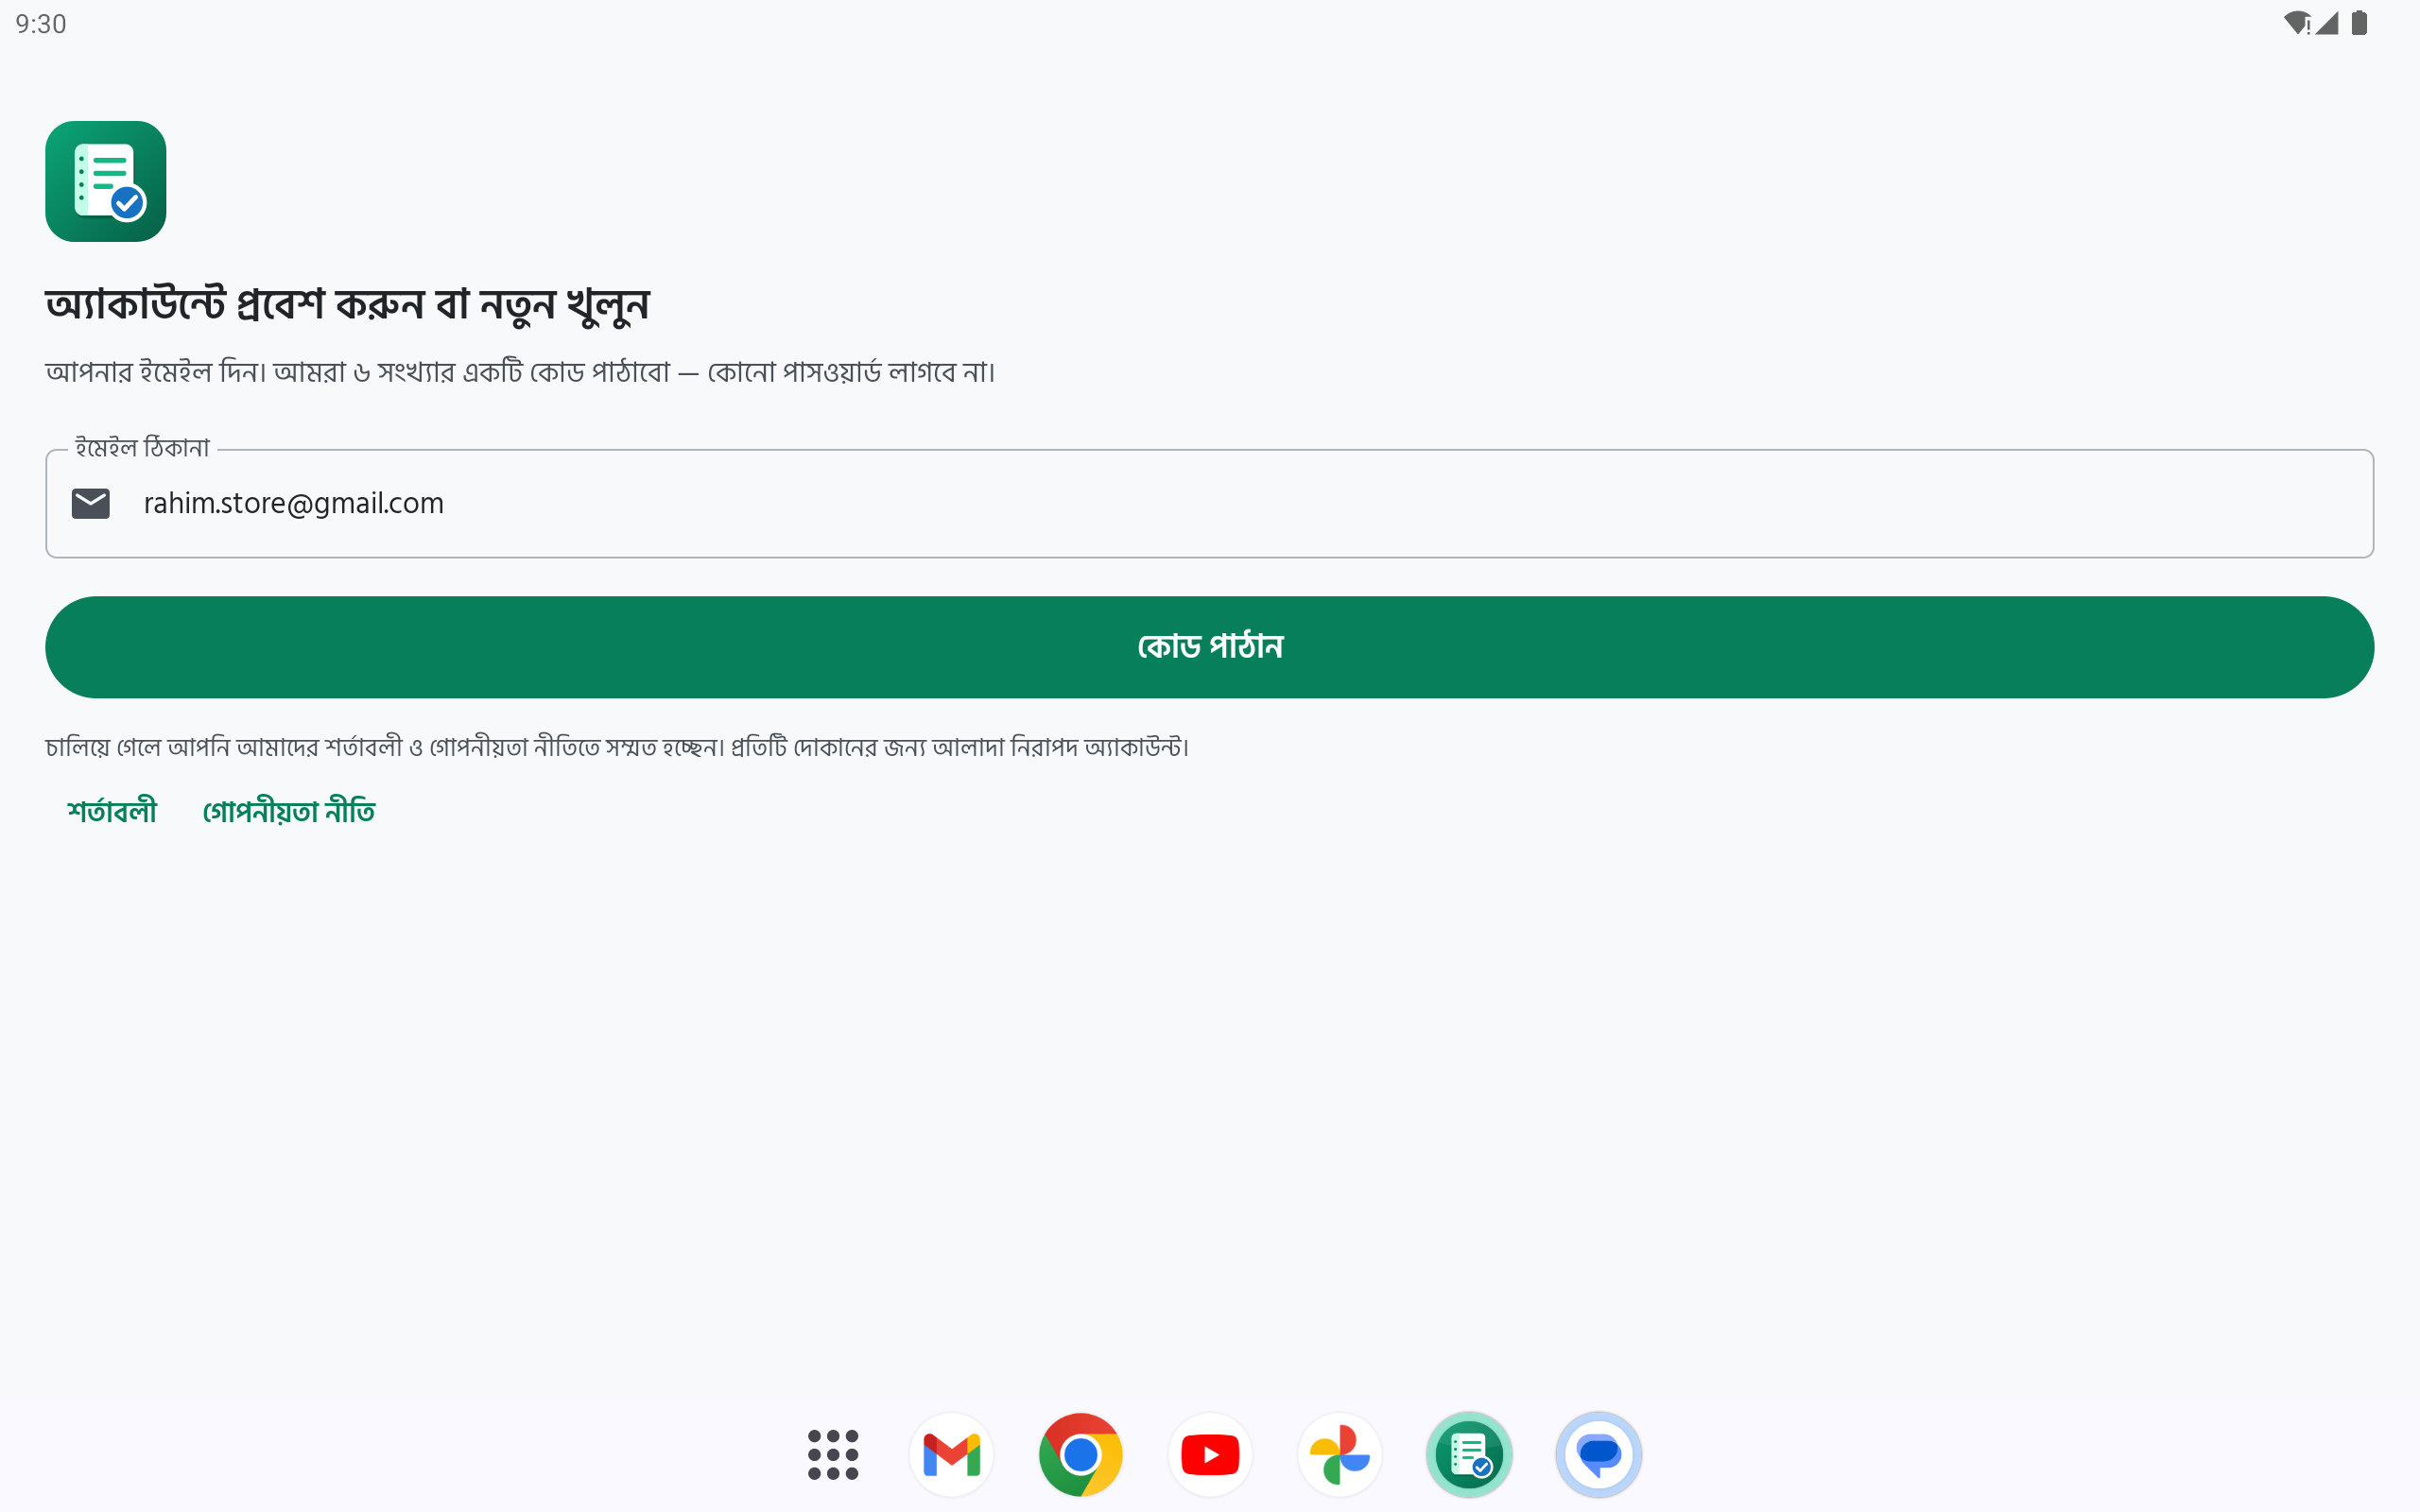 9:30
অ্যাকাউন্টে প্রবেশ করুন বা নতুন খুলুন
আপনার ইমেইল দিন। আমরা ৬ সংখ্যার একটি কোড পাঠাবো — কোনো পাসওয়ার্ড লাগবে না।
ইমেইল ঠিকানা
rahim.store@gmail.com
কোড পাঠান
চালিয়ে গেলে আপনি আমাদের শর্তাবলী ও গোপনীয়তা নীতিতে সম্মত হচ্ছেন। প্রতিটি দোকানের জন্য আলাদা নিরাপদ অ্যাকাউন্ট।
শর্তাবলী গোপনীয়তা নীতি